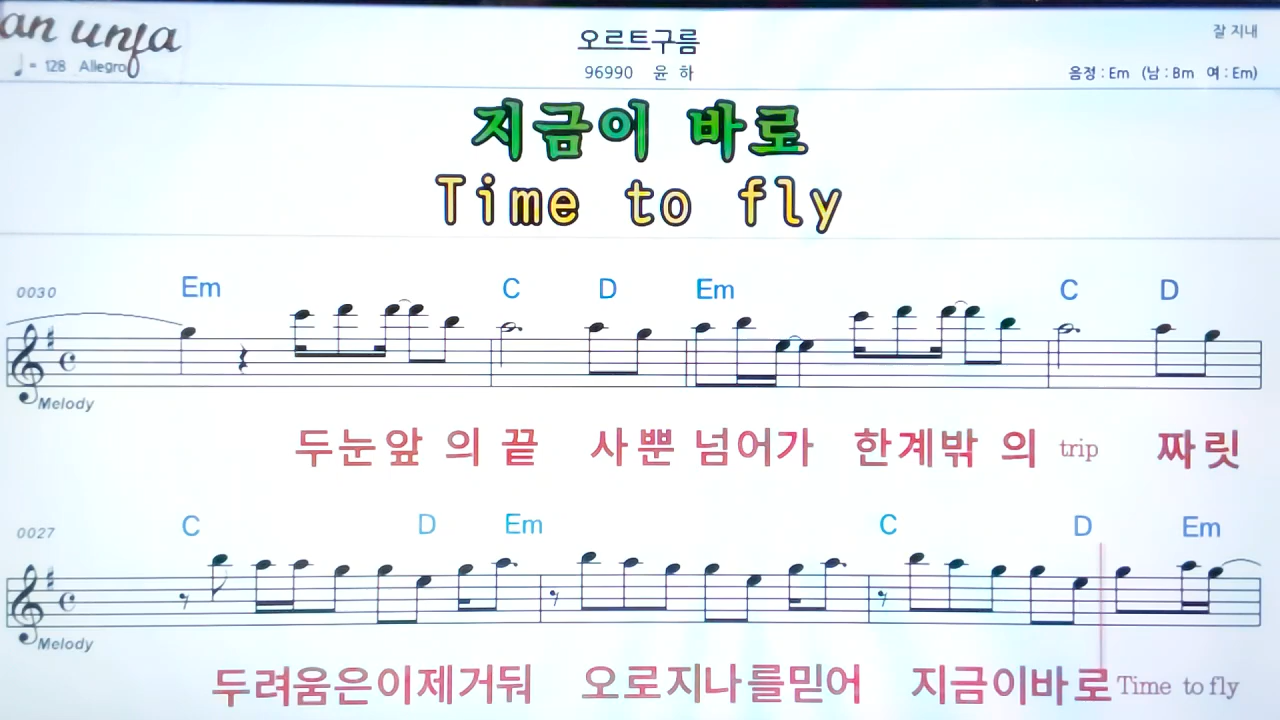 an unfa
오르트구름
잘 지내
♩= 128 Allegro
96990 윤 하
음정 : Em (남 : Bm 여 : Em)
지금이 바로
Time to fly
0030
Em C D Em C D
Melody
두눈앞 의 끝 사뿐 넘어가 한계밖 의 trip 짜릿
0027
C D Em C D Em
Melody
두려움은이제거둬 오로지나를믿어 지금이바로 Time to fly